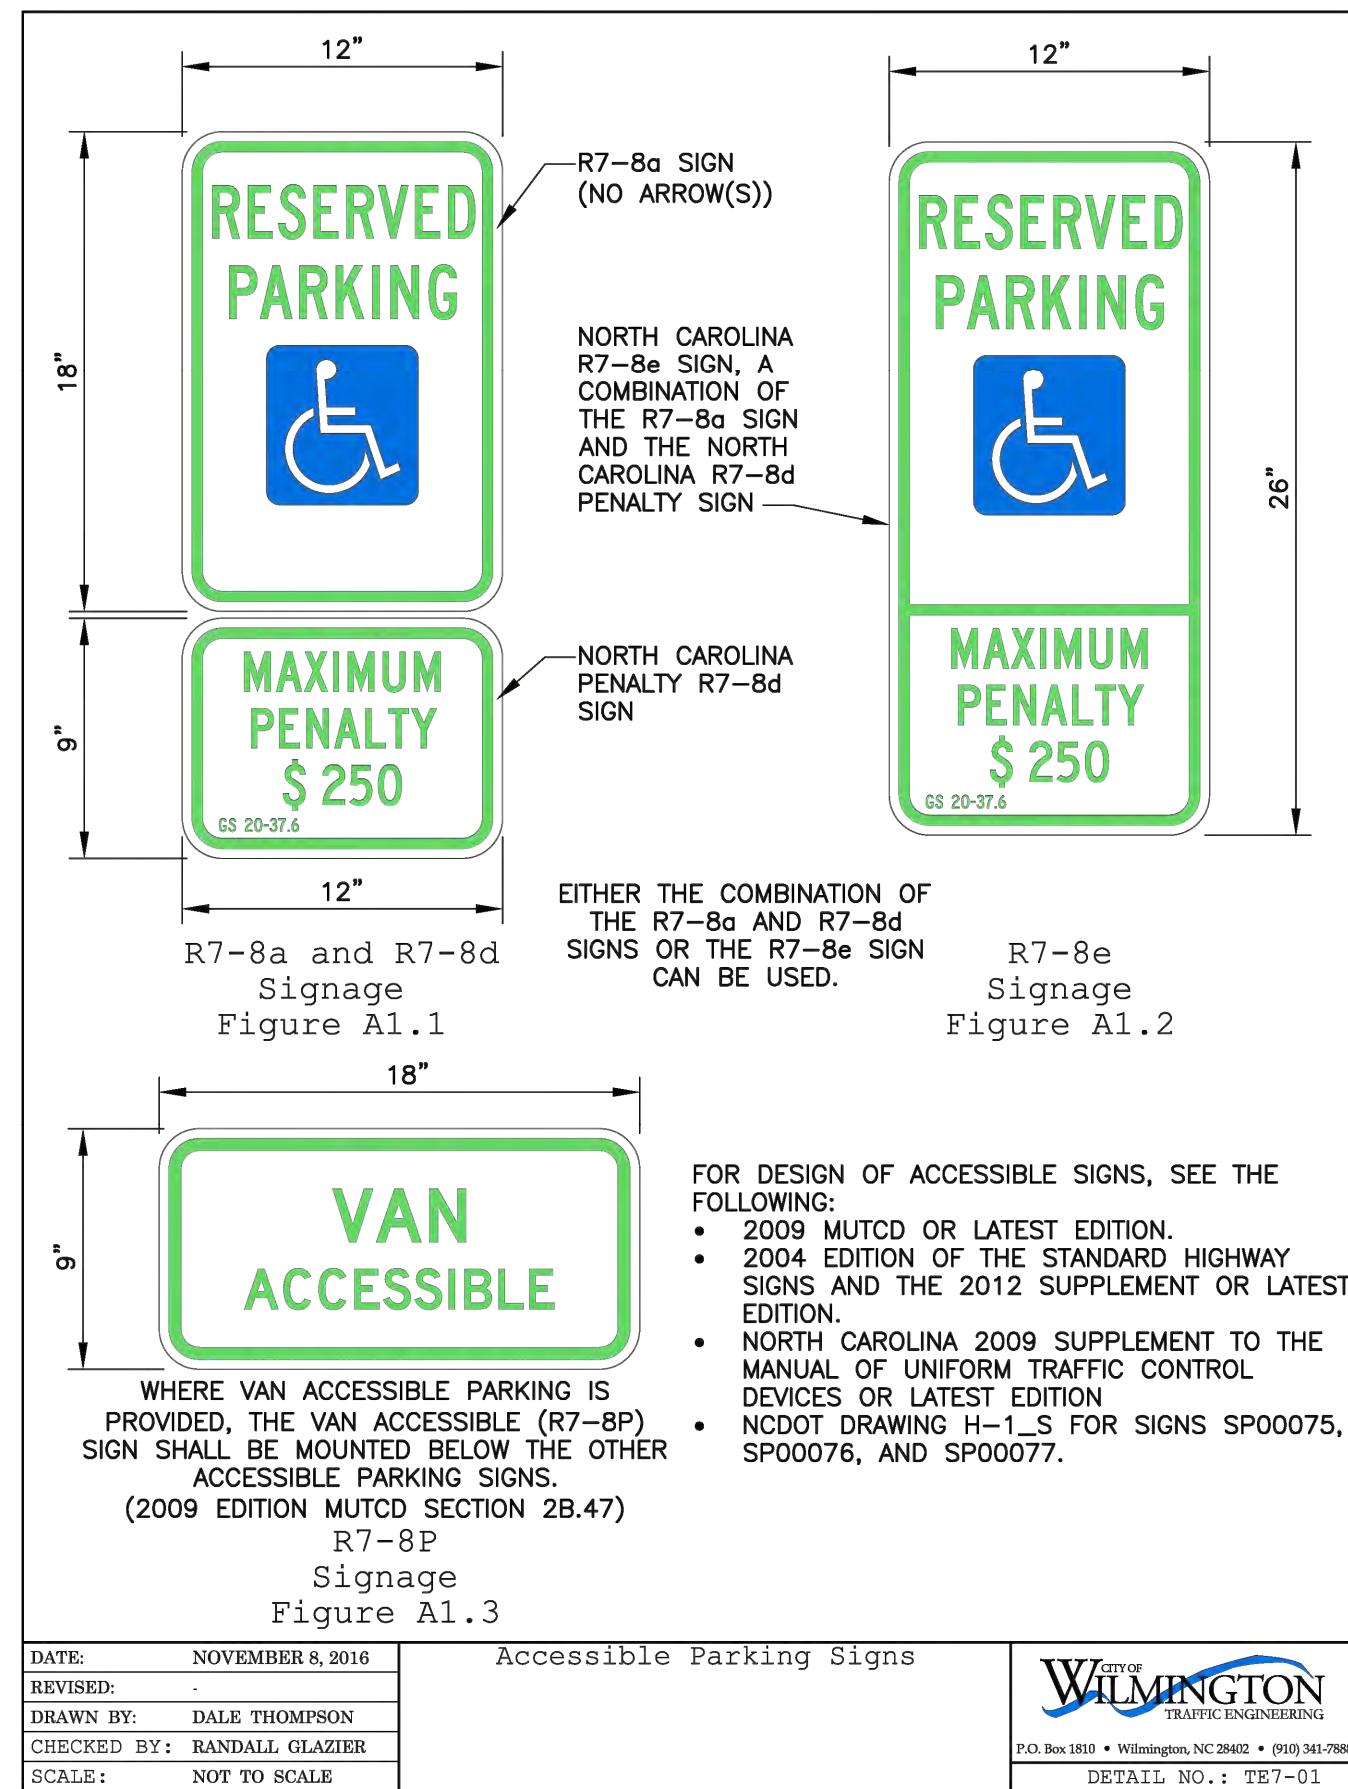 12"
RESERVED
PARKING
18"
R7-8a SIGN
(NO ARROW(S))
NORTH CAROLINA
R7-8e SIGN, A
COMBINATION OF
THE R7-8a SIGN
AND THE NORTH
CAROLINA R7-8d
PENALTY SIGN
12"
RESERVED
PARKING
26"
MAXIMUM
PENALTY
$ 250
GS 20-37.6
9"
12"
NORTH CAROLINA
PENALTY R7-8d
SIGN
MAXIMUM
PENALTY
$ 250
GS 20-37.6
R7-8a and R7-8d
Signage
Figure A1.1
EITHER THE COMBINATION OF
THE R7-8a AND R7-8d
SIGNS OR THE R7-8e SIGN
CAN BE USED.
R7-8e
Signage
Figure A1.2
18"
9"
VAN
ACCESSIBLE
WHERE VAN ACCESSIBLE PARKING IS
PROVIDED, THE VAN ACCESSIBLE (R7-8P)
SIGN SHALL BE MOUNTED BELOW THE OTHER
ACCESSIBLE PARKING SIGNS.
(2009 EDITION MUTCD SECTION 2B.47)
R7-8P
Signage
Figure A1.3
FOR DESIGN OF ACCESSIBLE SIGNS, SEE THE
FOLLOWING:
• 2009 MUTCD OR LATEST EDITION.
• 2004 EDITION OF THE STANDARD HIGHWAY
SIGNS AND THE 2012 SUPPLEMENT OR LATEST
EDITION.
• NORTH CAROLINA 2009 SUPPLEMENT TO THE
MANUAL OF UNIFORM TRAFFIC CONTROL
DEVICES OR LATEST EDITION
• NCDOT DRAWING H-1_S FOR SIGNS SP00075,
SP00076, AND SP00077.
DATE: NOVEMBER 8, 2016
REVISED: -
DRAWN BY: DALE THOMPSON
CHECKED BY: RANDALL GLAZIER
SCALE: NOT TO SCALE
Accessible Parking Signs
CITY OF
WILMINGTON
TRAFFIC ENGINEERING
P.O. Box 1810 • Wilmington, NC 28402 • (910) 341-7888
DETAIL NO.: TE7-01